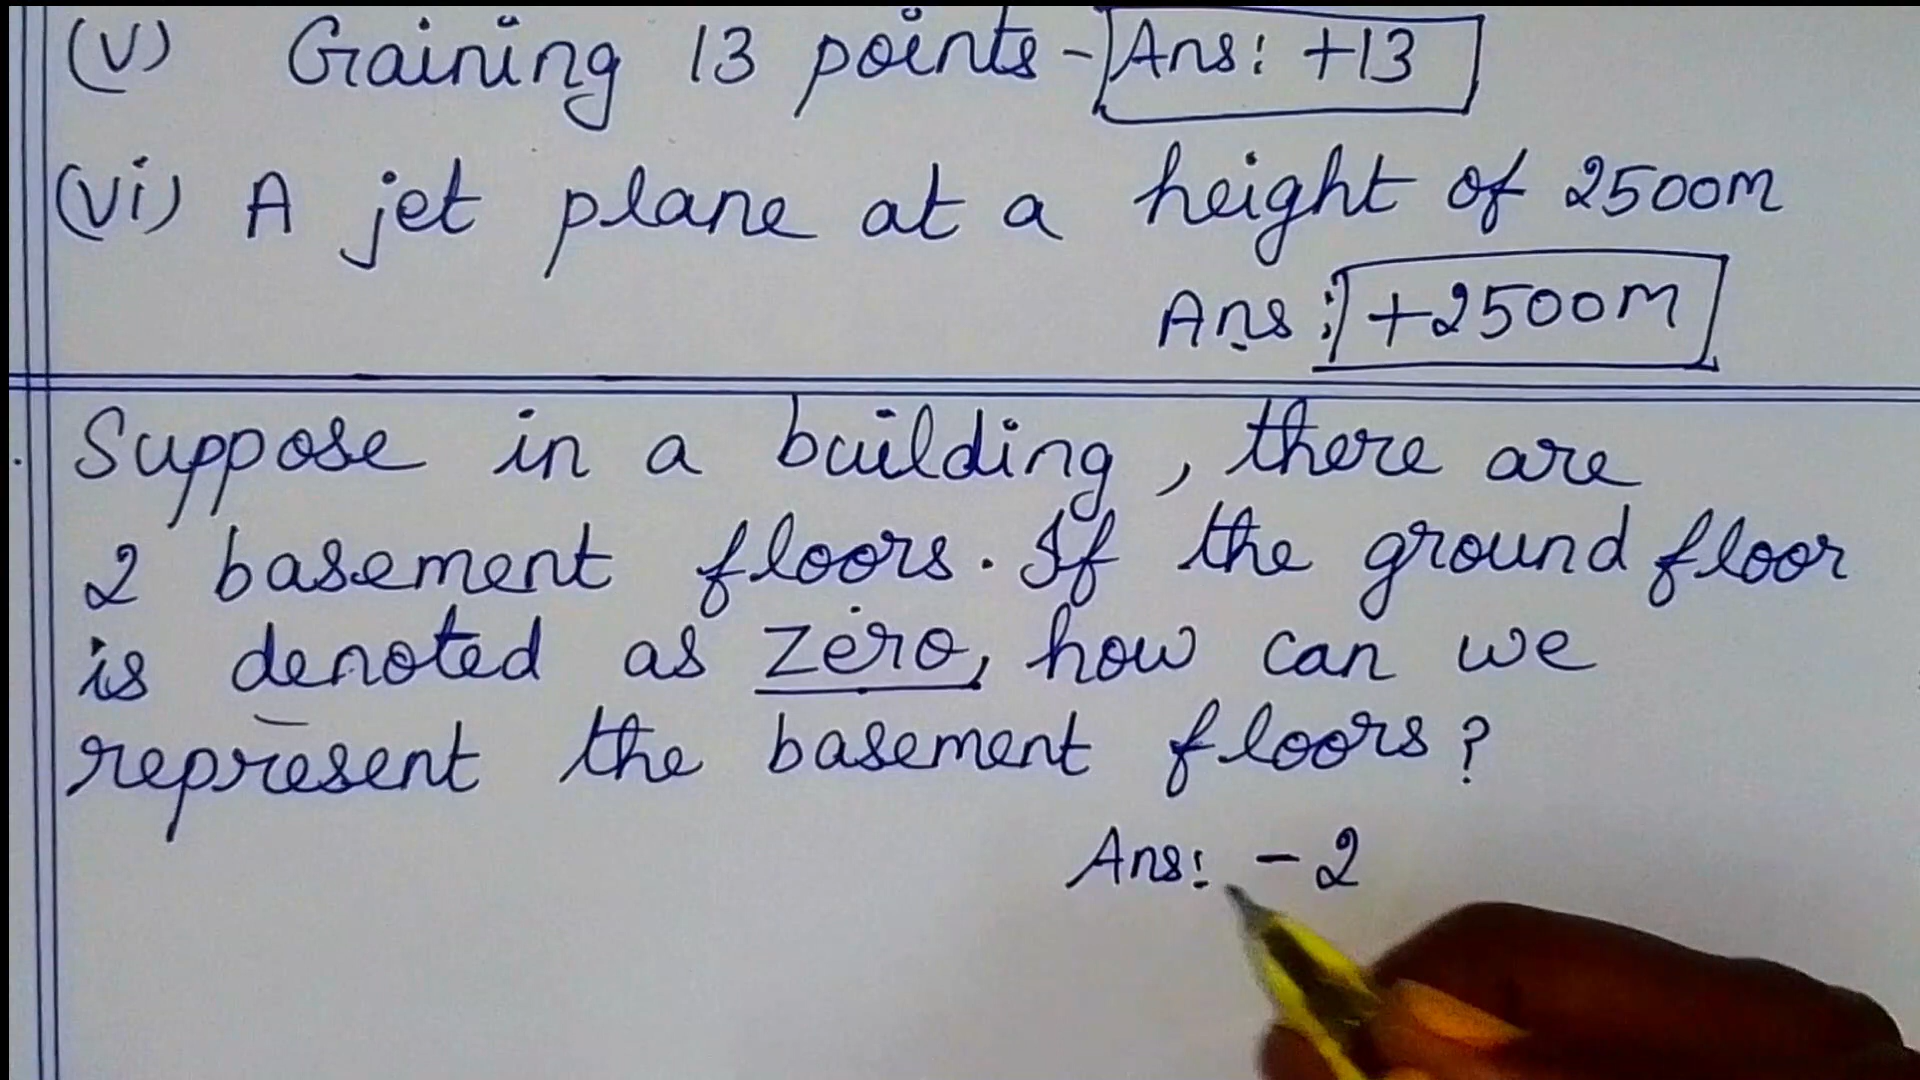 (v) Gaining 13 points - Ans: +13
(vi) A jet plane at a height of 2500m
Ans: +2500m
Suppose in a building, there are
2 basement floors. If the ground floor
is denoted as zero, how can we
represent the basement floors?
Ans: -2